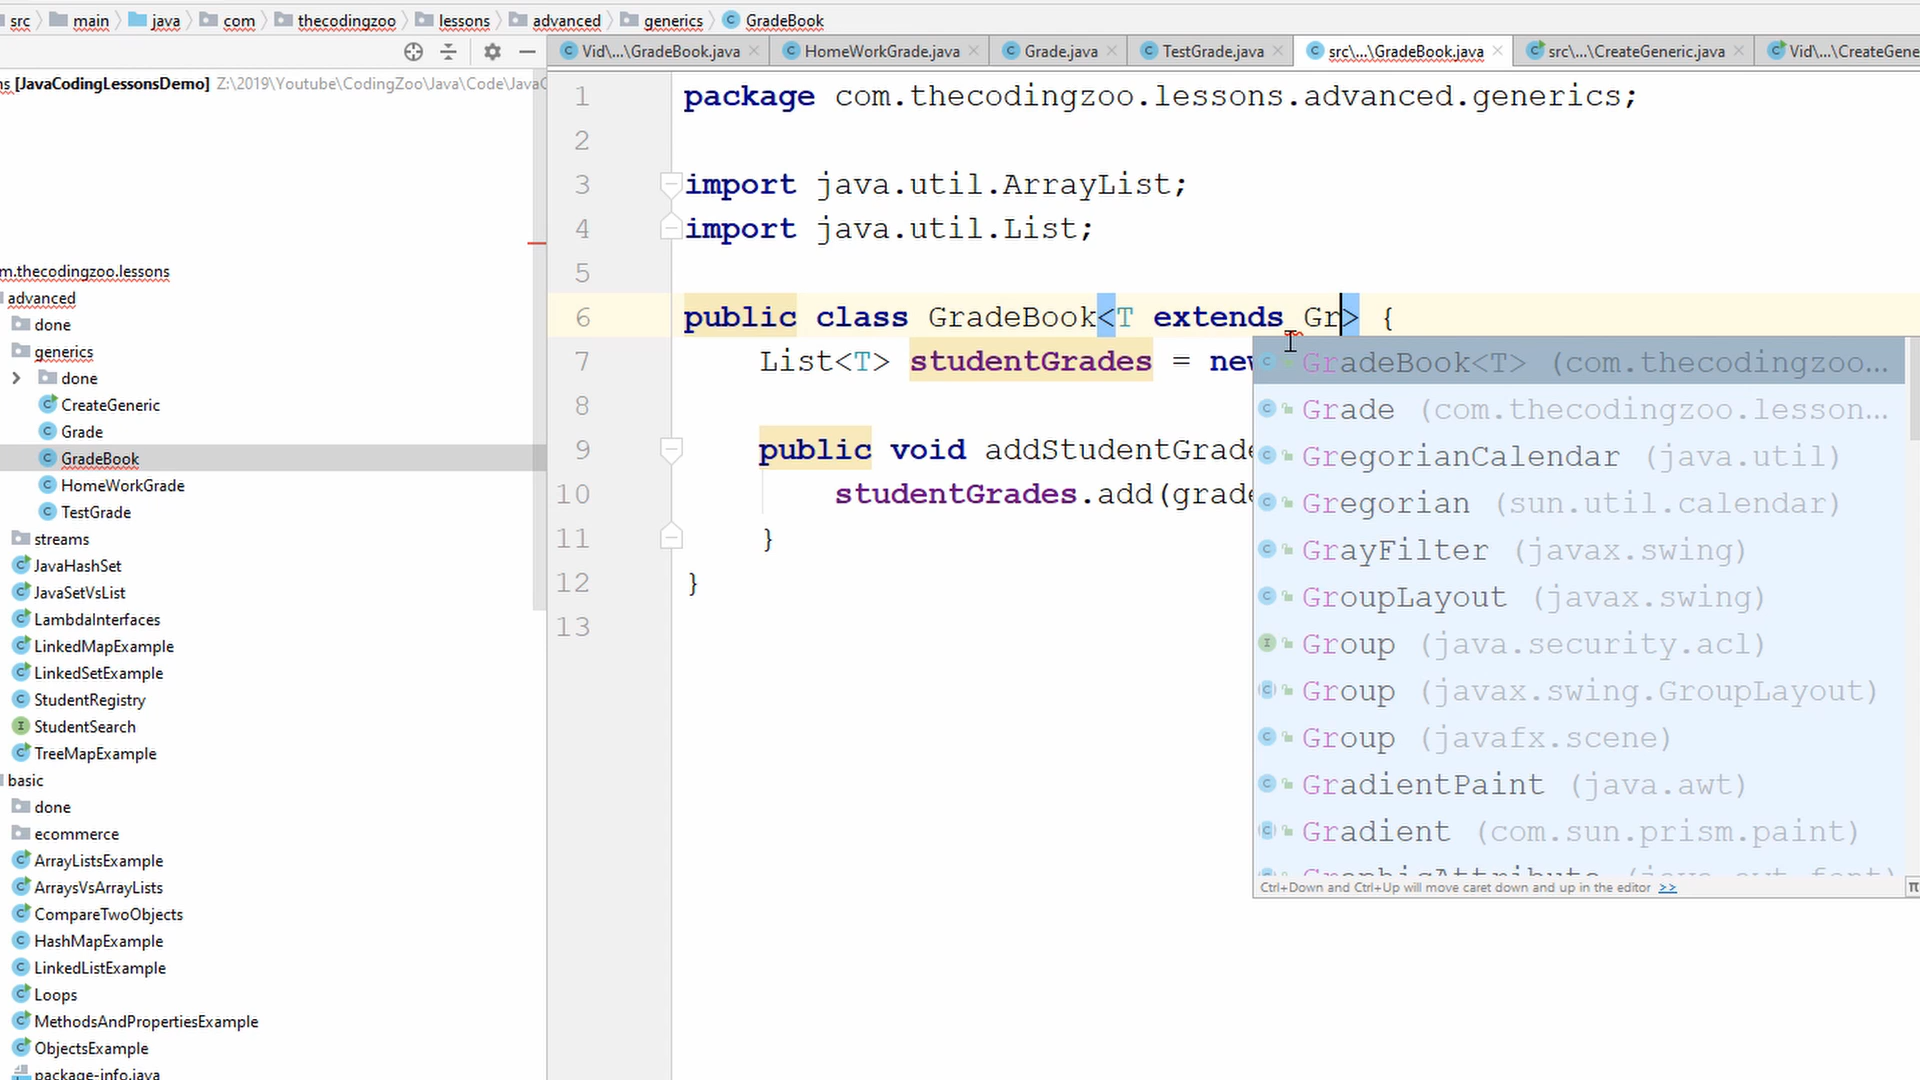 src main java com thecodingzoo lessons advanced generics GradeBook
Vid\...\GradeBook.java HomeWorkGrade.java Grade.java TestGrade.java src\...\GradeBook.java src\...\CreateGeneric.java Vid\...\CreateGene
ns [JavaCodingLessonsDemo] Z:\2019\Youtube\CodingZoo\Java\Code\JavaC
m.thecodingzoo.lessons
advanced
done
generics
done
CreateGeneric
Grade
GradeBook
HomeWorkGrade
TestGrade
streams
JavaHashSet
JavaSetVsList
LambdaInterfaces
LinkedMapExample
LinkedSetExample
StudentRegistry
StudentSearch
TreeMapExample
basic
done
ecommerce
ArrayListsExample
ArraysVsArrayLists
CompareTwoObjects
HashMapExample
LinkedListExample
Loops
MethodsAndPropertiesExample
ObjectsExample
package-info.java
1 package com.thecodingzoo.lessons.advanced.generics;
2
3 import java.util.ArrayList;
4 import java.util.List;
5
6 public class GradeBook<T extends Gr> {
7 List<T> studentGrades = new
8
9 public void addStudentGrade
10 studentGrades.add(grade
11 }
12 }
13
GradeBook<T> (com.thecodingzoo...
Grade (com.thecodingzoo.lesson...
GregorianCalendar (java.util)
Gregorian (sun.util.calendar)
GrayFilter (javax.swing)
GroupLayout (javax.swing)
Group (java.security.acl)
Group (javax.swing.GroupLayout)
Group (javafx.scene)
GradientPaint (java.awt)
Gradient (com.sun.prism.paint)
GraphicAttribute (java.awt.font)
Ctrl+Down and Ctrl+Up will move caret down and up in the editor >> π